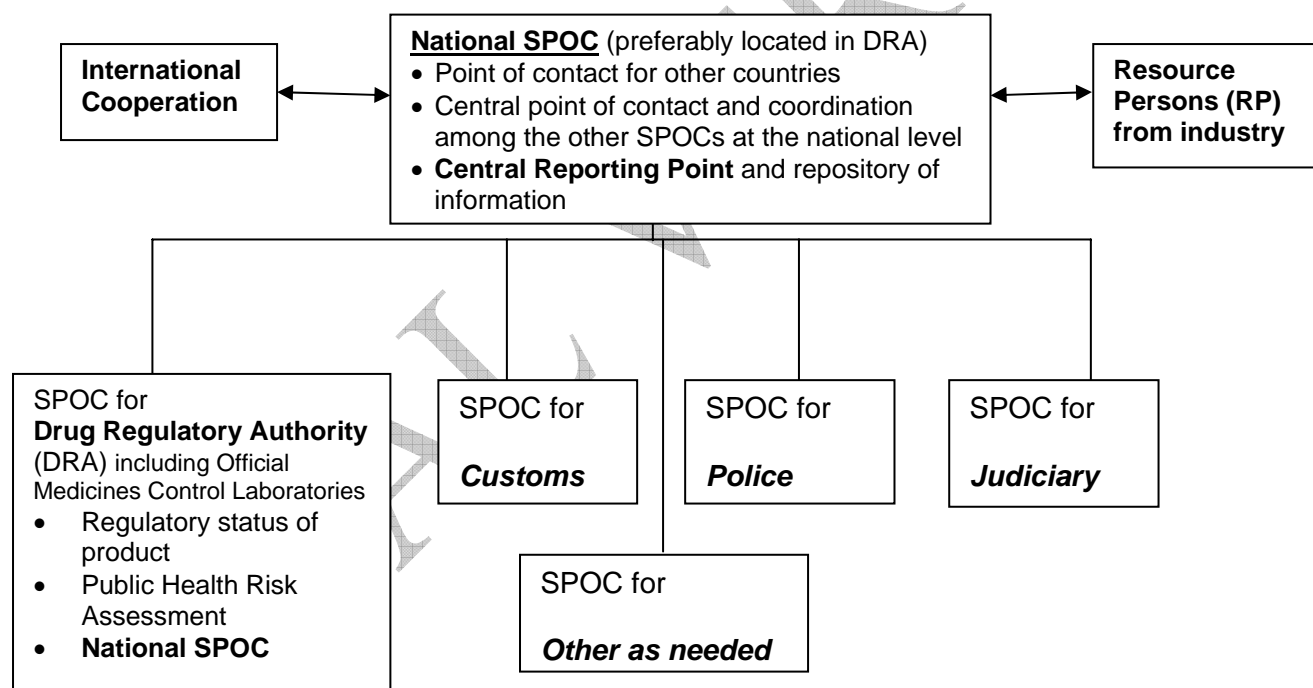 International
Cooperation
National SPOC (preferably located in DRA)
• Point of contact for other countries
• Central point of contact and coordination
among the other SPOCs at the national level
• Central Reporting Point and repository of
information
Resource
Persons (RP)
from industry
SPOC for
Drug Regulatory Authority
(DRA) including Official
Medicines Control Laboratories
• Regulatory status of
product
• Public Health Risk
Assessment
• National SPOC
SPOC for
Customs
SPOC for
Police
SPOC for
Judiciary
SPOC for
Other as needed